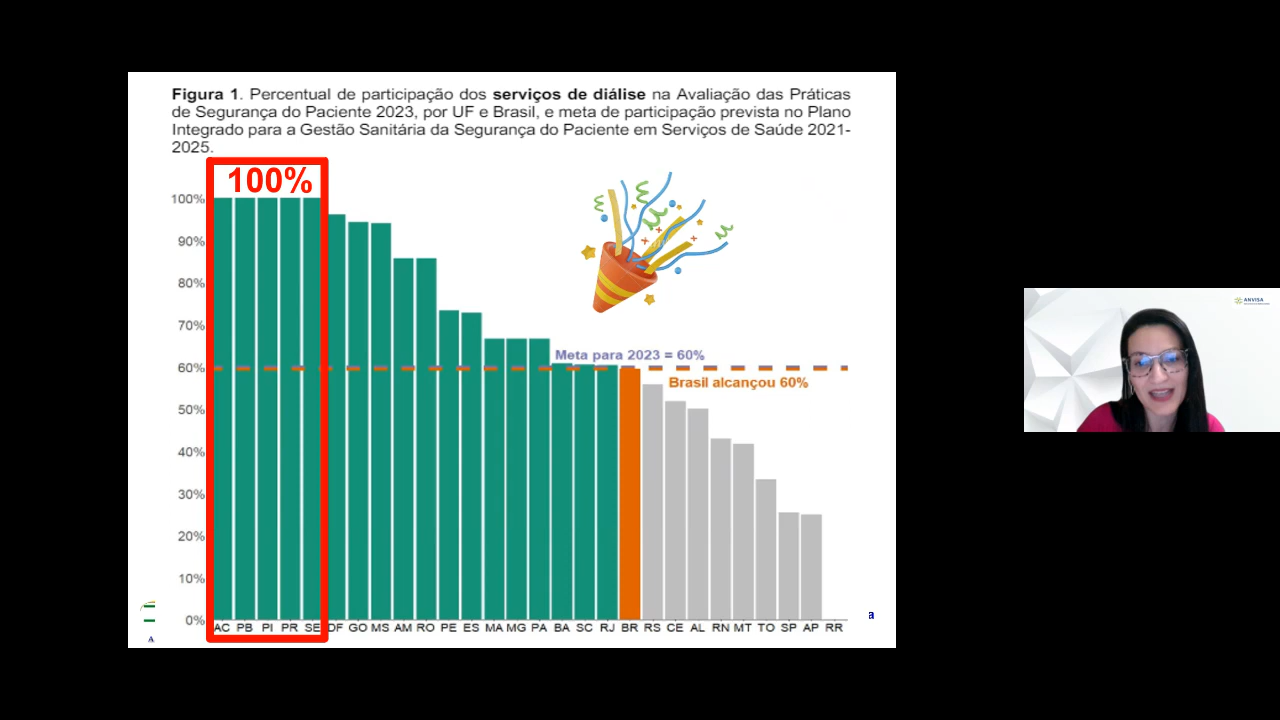 Figura 1. Percentual de participação dos serviços de diálise na Avaliação das Práticas
de Segurança do Paciente 2023, por UF e Brasil, e meta de participação prevista no Plano
Integrado para a Gestão Sanitária da Segurança do Paciente em Serviços de Saúde 2021-
2025.
100%
100%
90%
80%
70%
60%
50%
40%
30%
20%
10%
0%
Meta para 2023 = 60%
Brasil alcançou 60%
AC PB PI PR SE DF GO MS AM RO PE ES MA MG PA BA SC RJ BR RS CE AL RN MT TO SP AP RR
A
a
ANVISA